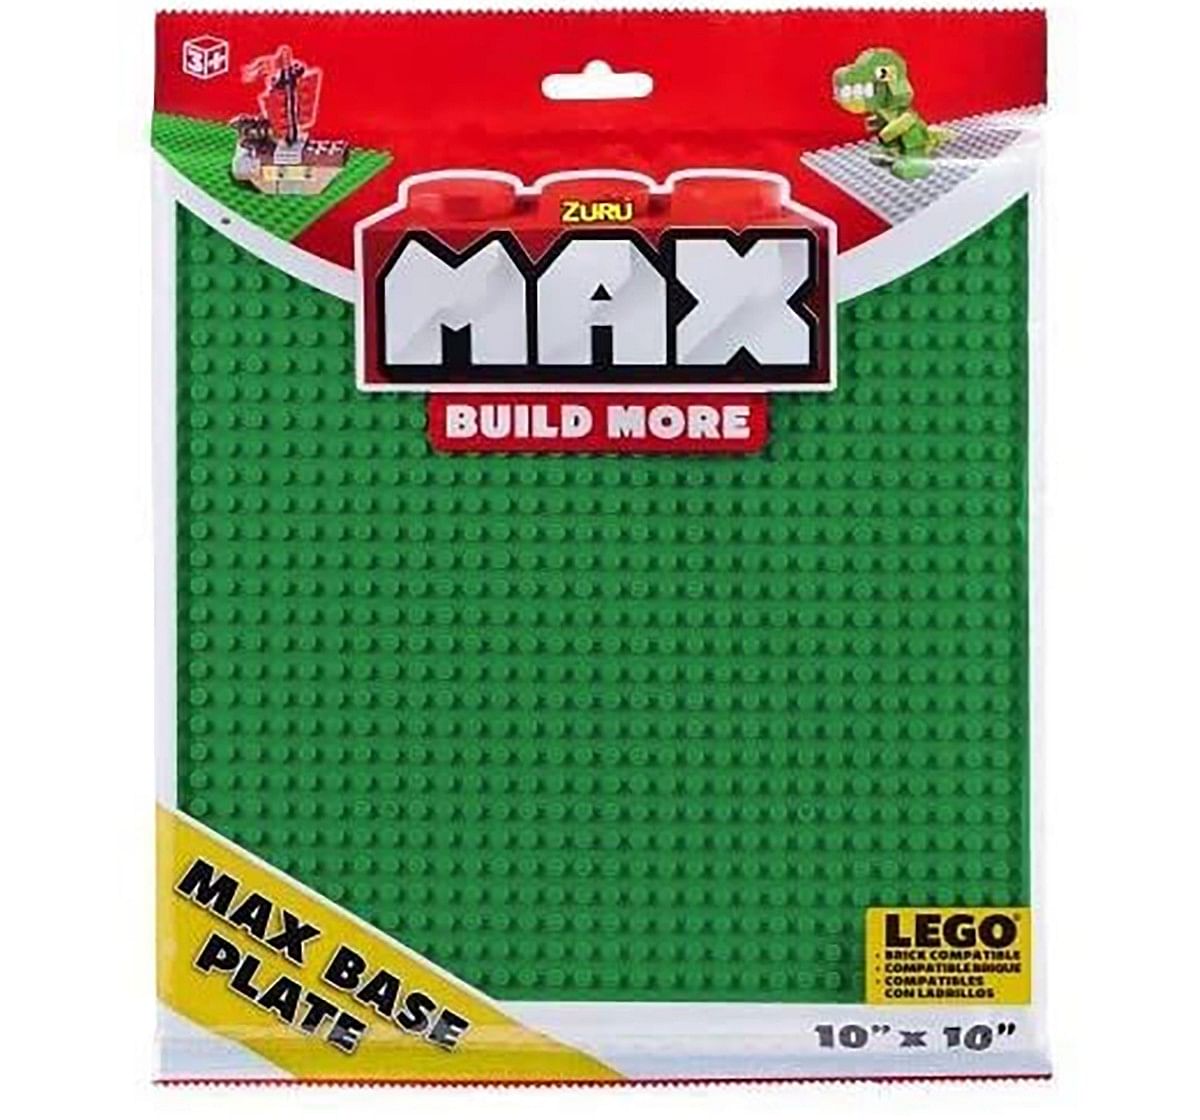 3+
ZURU
MAX
BUILD MORE
MAX BASE
PLATE
LEGO®
• BRICK COMPATIBLE
• COMPATIBLE BRIQUE
• COMPATIBLES
CON LADRILLOS
10” x 10”